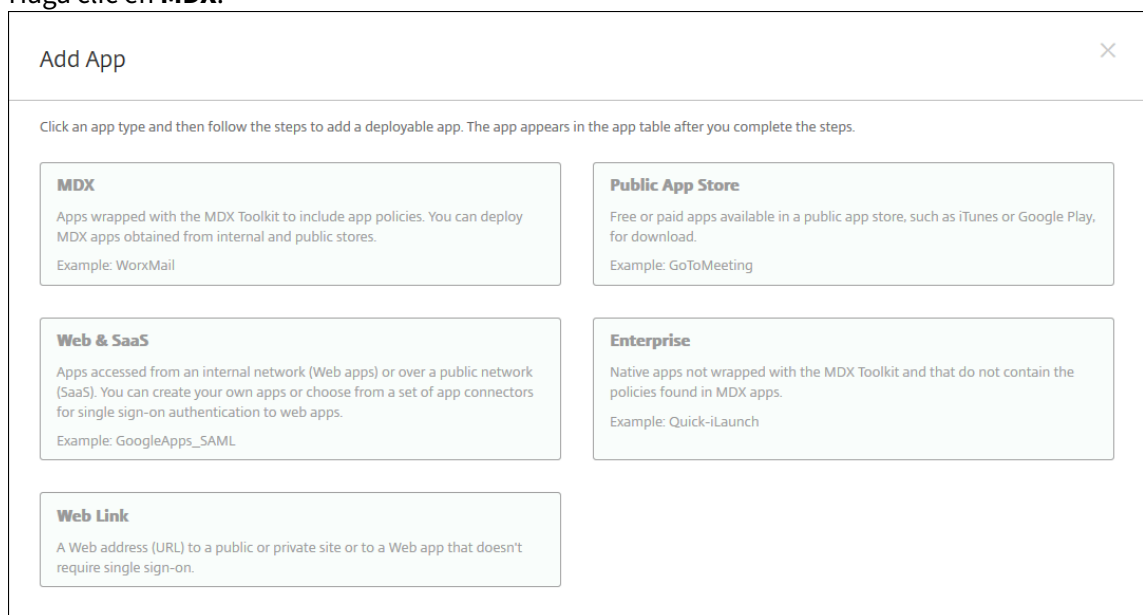 Haga clic en MDX.
Add App
Click an app type and then follow the steps to add a deployable app. The app appears in the app table after you complete the steps.
MDX
Apps wrapped with the MDX Toolkit to include app policies. You can deploy
MDX apps obtained from internal and public stores.
Example: WorxMail
Public App Store
Free or paid apps available in a public app store, such as iTunes or Google Play,
for download.
Example: GoToMeeting
Web & SaaS
Apps accessed from an internal network (Web apps) or over a public network
(SaaS). You can create your own apps or choose from a set of app connectors
for single sign-on authentication to web apps.
Example: GoogleApps_SAML
Enterprise
Native apps not wrapped with the MDX Toolkit and that do not contain the
policies found in MDX apps.
Example: Quick-iLaunch
Web Link
A Web address (URL) to a public or private site or to a Web app that doesn't
require single sign-on.